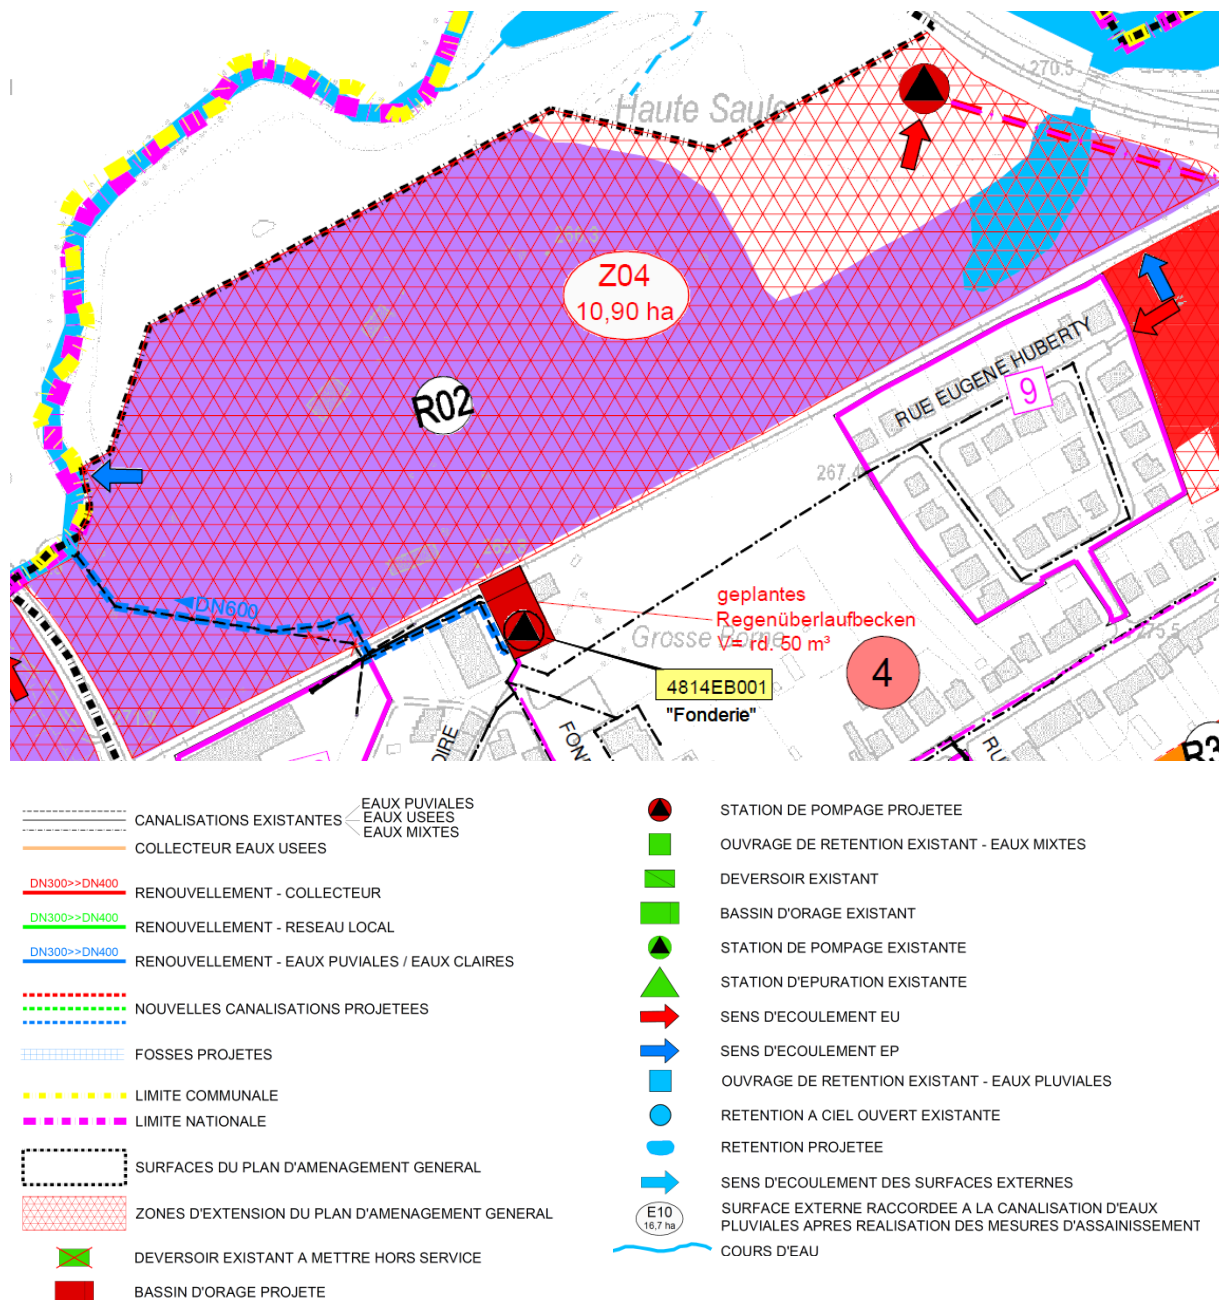 270.5
Haute Sauls
Z04
10,90 ha
R02
RUE EUGENE HUBERTY
9
267.4
DN600
geplantes
Regenüberlaufbecken
V= rd. 50 m³
Grosse Borne
4
275.5
4814EB001
"Fonderie"
OIRE
FON
RU
R3
EAUX PUVIALES
CANALISATIONS EXISTANTES
EAUX USEES
EAUX MIXTES
COLLECTEUR EAUX USEES
DN300>>DN400
RENOUVELLEMENT - COLLECTEUR
DN300>>DN400
RENOUVELLEMENT - RESEAU LOCAL
DN300>>DN400
RENOUVELLEMENT - EAUX PUVIALES / EAUX CLAIRES
NOUVELLES CANALISATIONS PROJETEES
FOSSES PROJETES
LIMITE COMMUNALE
LIMITE NATIONALE
SURFACES DU PLAN D'AMENAGEMENT GENERAL
ZONES D'EXTENSION DU PLAN D'AMENAGEMENT GENERAL
DEVERSOIR EXISTANT A METTRE HORS SERVICE
BASSIN D'ORAGE PROJETE
STATION DE POMPAGE PROJETEE
OUVRAGE DE RETENTION EXISTANT - EAUX MIXTES
DEVERSOIR EXISTANT
BASSIN D'ORAGE EXISTANT
STATION DE POMPAGE EXISTANTE
STATION D'EPURATION EXISTANTE
SENS D'ECOULEMENT EU
SENS D'ECOULEMENT EP
OUVRAGE DE RETENTION EXISTANT - EAUX PLUVIALES
RETENTION A CIEL OUVERT EXISTANTE
RETENTION PROJETEE
SENS D'ECOULEMENT DES SURFACES EXTERNES
E10
16,7 ha
SURFACE EXTERNE RACCORDEE A LA CANALISATION D'EAUX
PLUVIALES APRES REALISATION DES MESURES D'ASSAINISSEMENT
COURS D'EAU